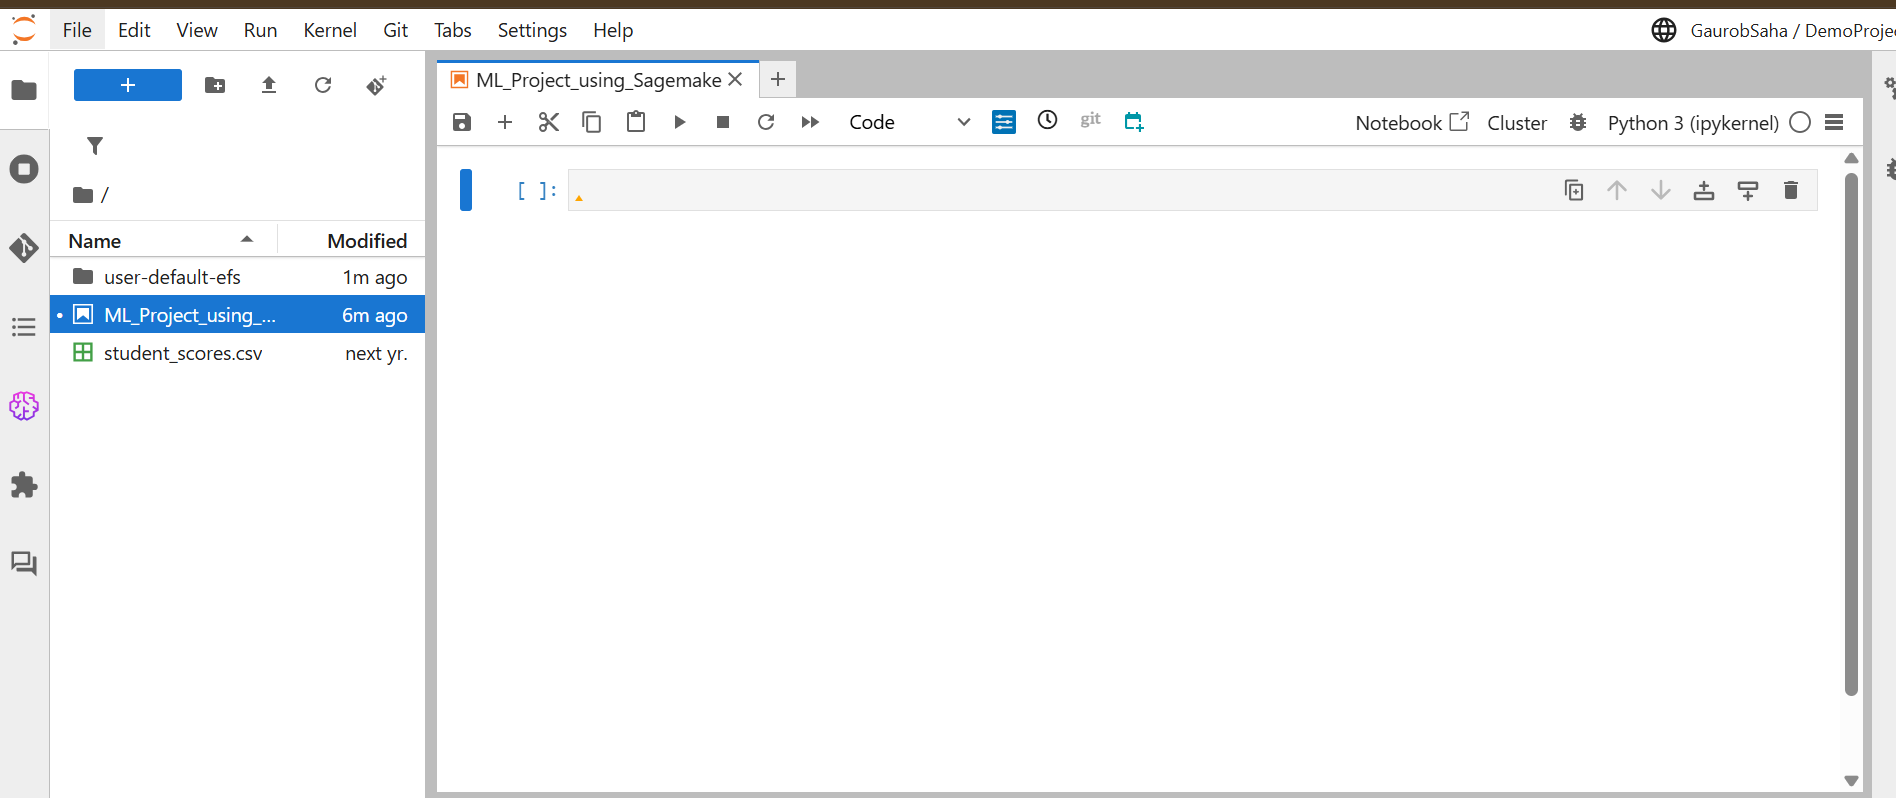 File Edit View Run Kernel Git Tabs Settings Help GaurobSaha / DemoProjec
ML_Project_using_Sagemake
Code git Notebook Cluster Python 3 (ipykernel)
/
[ ]:
Name Modified
user-default-efs 1m ago
ML_Project_using_... 6m ago
student_scores.csv next yr.